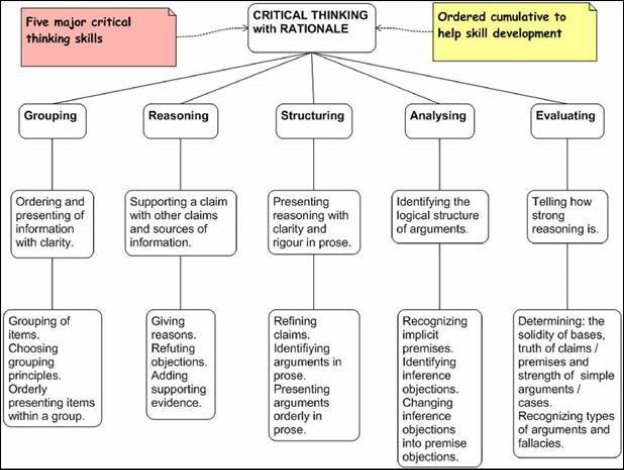 Five major critical
thinking skills
CRITICAL THINKING
with RATIONALE
Ordered cumulative to
help skill development
Grouping
Reasoning
Structuring
Analysing
Evaluating
Ordering and
presenting of
information
with clarity.
Supporting a claim
with other claims
and sources of
information.
Presenting
reasoning with
clarity and
rigour in prose.
Identifying the
logical structure
of arguments.
Telling how
strong
reasoning is.
Grouping of
items.
Choosing
grouping
principles.
Orderly
presenting items
within a group.
Giving
reasons.
Refuting
objections.
Adding
supporting
evidence.
Refining
claims.
Identifiying
arguments in
prose.
Presenting
arguments
orderly in
prose.
Recognizing
implicit
premises.
Identifying
inference
objections.
Changing
inference
objections
into premise
objections.
Determining: the
solidity of bases,
truth of claims /
premises and
strength of simple
arguments /
cases.
Recognizing types
of arguments and
fallacies.